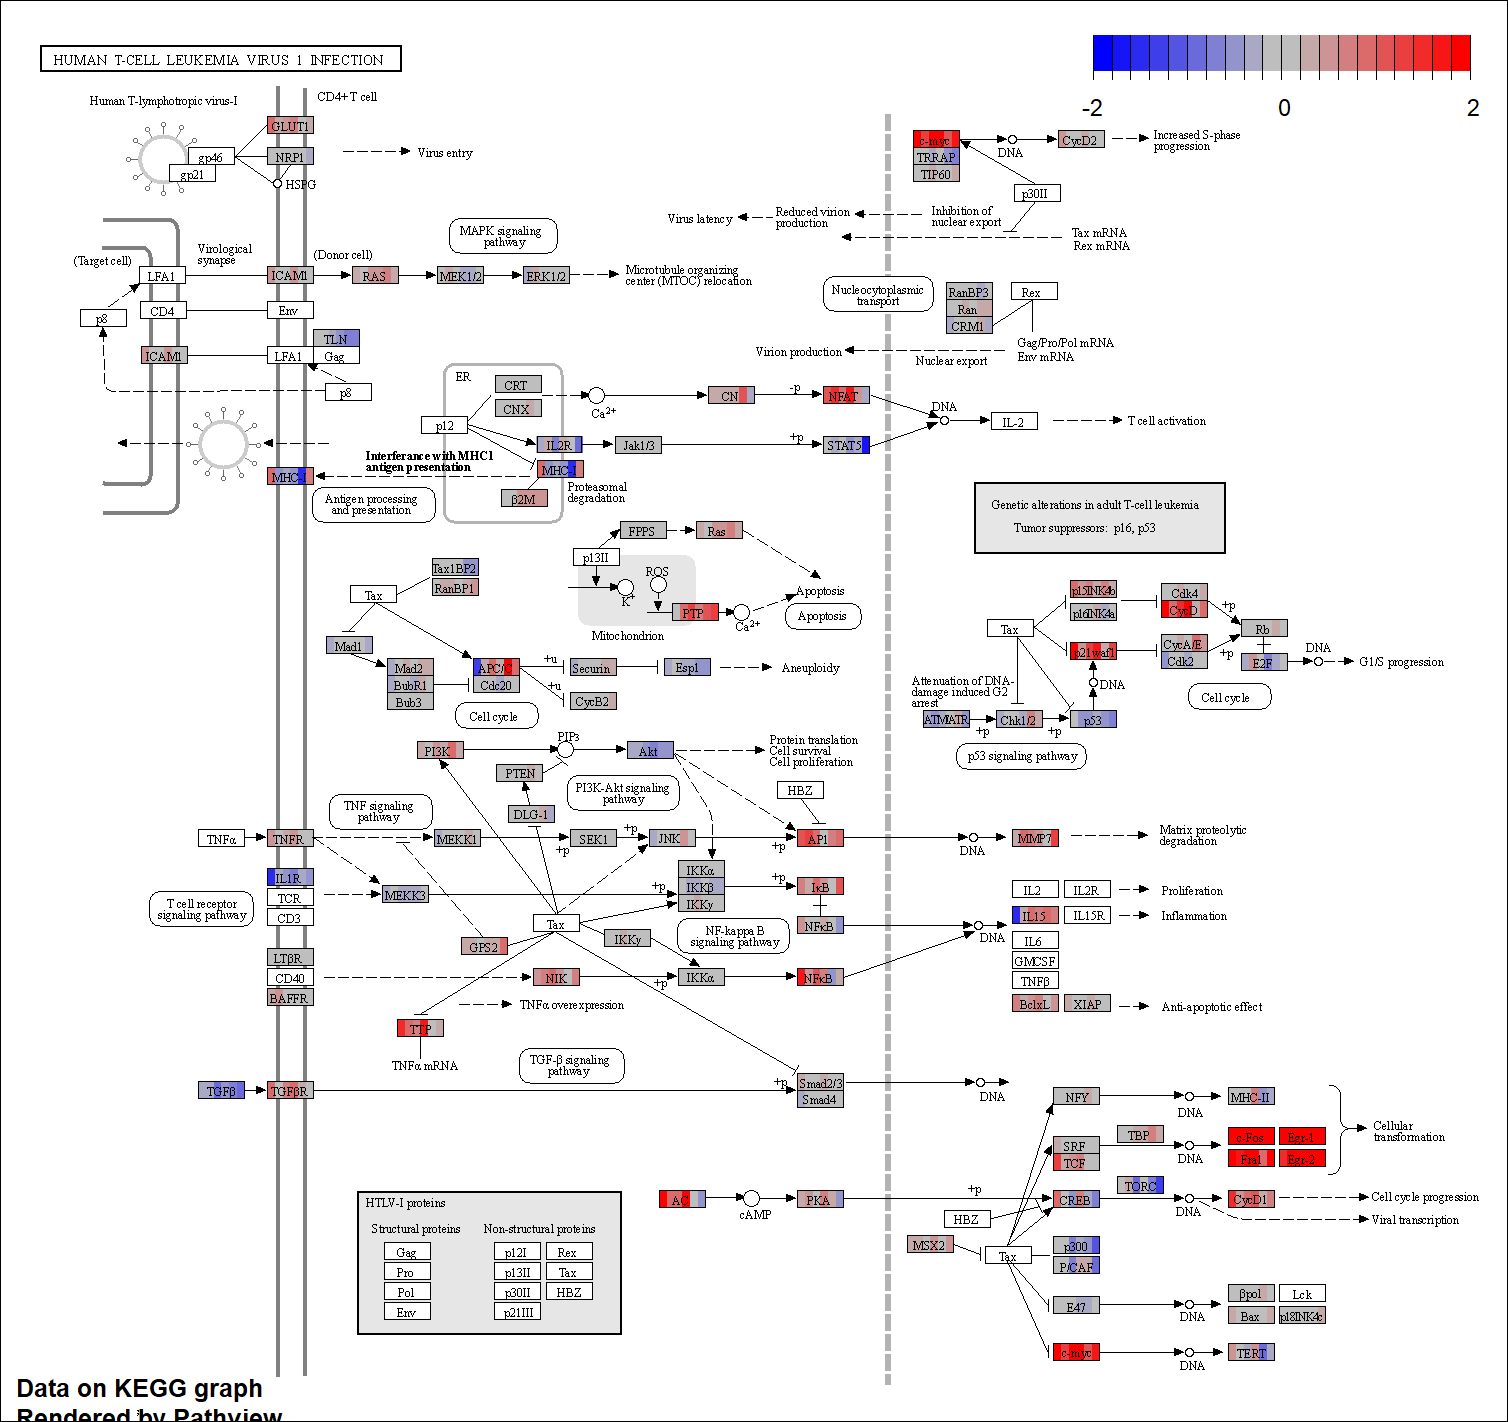 HUMAN T-CELL LEUKEMIA VIRUS 1 INFECTION
-2
0
2
Human T-lymphotropic virus-I
CD4+ T cell
GLUT1
gp46
NRP1
Virus entry
gp21
HSPG
c-myc
TRRAP
TIP60
DNA
CycD2
Increased S-phase
progression
p30II
Virus latency
Reduced virion
production
Inhibition of
nuclear export
Tax mRNA
Rex mRNA
MAPK signaling
pathway
Virological
synapse
(Donor cell)
(Target cell)
LFA1
ICAM1
RAS
MEK1/2
ERK1/2
Microtubule organizing
center (MTOC) relocation
Nucleocytoplasmic
transport
RanBP3
Rex
Ran
CRM1
p8
CD4
Env
TLN
ICAM1
LFA1
Gag
p8
Gag/Pro/Pol mRNA
Env mRNA
Virion production
Nuclear export
ER
CRT
CNX
Ca2+
CN
-p
NFAT
p12
DNA
IL-2
T cell activation
IL2R
Jak1/3
+p
STAT5
Interferance with MHC1
antigen presentation
MHC-I
MHC-I
Proteasomal
degradation
β2M
Antigen processing
and presentation
Genetic alterations in adult T-cell leukemia
Tumor suppressors: p16, p53
FPPS
Ras
p13II
ROS
K+
PTP
Ca2+
Mitochondrion
Apoptosis
Apoptosis
Tax1BP2
RanBP1
Tax
Mad1
Mad2
BubR1
Bub3
APC/C
Cdc20
+u
+u
Securin
Esp1
Aneuploidy
CycB2
Cell cycle
p15INK4b
p16INK4a
Cdk4
CycD
+p
Tax
p21waf1
CycA/E
Cdk2
+p
Rb
E2F
DNA
G1/S progression
Attenuation of DNA-
damage induced G2
arrest
DNA
Cell cycle
ATM/ATR
+p
Chk1/2
+p
p53
p53 signaling pathway
PI3K
PIP3
Akt
Protein translation
Cell survival
Cell proliferation
PTEN
PI3K-Akt signaling
pathway
HBZ
TNF signaling
pathway
DLG-1
TNFα
TNFR
MEKK1
+p
SEK1
+p
JNK
+p
AP1
DNA
MMP7
Matrix proteolytic
degradation
IL1R
TCR
CD3
T cell receptor
signaling pathway
MEKK3
+p
IKKα
IKKβ
IKKγ
+p
IκB
NFκB
IL2
IL2R
Proliferation
Tax
DNA
IL15
IL15R
Inflammation
GPS2
IKKγ
NF-kappa B
signaling pathway
IL6
GMCSF
TNFβ
LTβR
CD40
BAFFR
NIK
+p
IKKα
NFκB
TNFα overexpression
BclxL
XIAP
Anti-apoptotic effect
TTP
TNFα mRNA
TGF-β signaling
pathway
TGFβ
TGFβR
+p
Smad2/3
Smad4
DNA
NFY
DNA
MHC-II
SRF
TCF
TBP
DNA
c-Fos
Egr-1
Fra1
Egr-2
Cellular
transformation
AC
cAMP
PKA
+p
CREB
TORC
DNA
CycD1
Cell cycle progression
Viral transcription
HBZ
MSX2
Tax
p300
P/CAF
E47
DNA
βpol
Lck
Bax
p18INK4c
c-myc
DNA
TERT
HTLV-I proteins
Structural proteins
Non-structural proteins
Gag
p12I
Rex
Pro
p13II
Tax
Pol
p30II
HBZ
Env
p21III
Data on KEGG graph
Rendered by Pathview